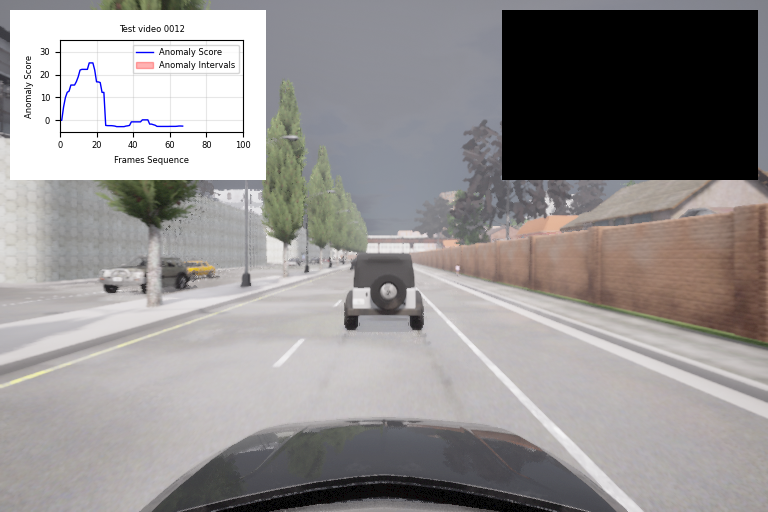 Test video 0012
Anomaly Score
30
20
10
0
Anomaly Score
Anomaly Intervals
0 20 40 60 80 100
Frames Sequence